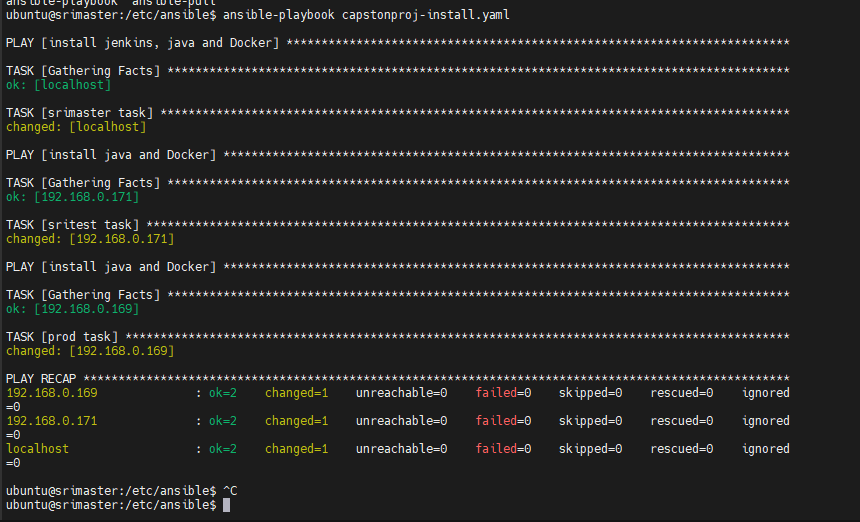 ansible-playbook  ansible-pull
ubuntu@srimaster:/etc/ansible$ ansible-playbook capstonproj-install.yaml
PLAY [install jenkins, java and Docker] ************************************************************************
TASK [Gathering Facts] *****************************************************************************************
ok: [localhost]
TASK [srimaster task] ******************************************************************************************
changed: [localhost]
PLAY [install java and Docker] *********************************************************************************
TASK [Gathering Facts] *****************************************************************************************
ok: [192.168.0.171]
TASK [sritest task] ********************************************************************************************
changed: [192.168.0.171]
PLAY [install java and Docker] *********************************************************************************
TASK [Gathering Facts] *****************************************************************************************
ok: [192.168.0.169]
TASK [prod task] ***********************************************************************************************
changed: [192.168.0.169]
PLAY RECAP *****************************************************************************************************
192.168.0.169              : ok=2    changed=1    unreachable=0    failed=0    skipped=0    rescued=0    ignored
=0
192.168.0.171              : ok=2    changed=1    unreachable=0    failed=0    skipped=0    rescued=0    ignored
=0
localhost                  : ok=2    changed=1    unreachable=0    failed=0    skipped=0    rescued=0    ignored
=0
ubuntu@srimaster:/etc/ansible$ ^C
ubuntu@srimaster:/etc/ansible$